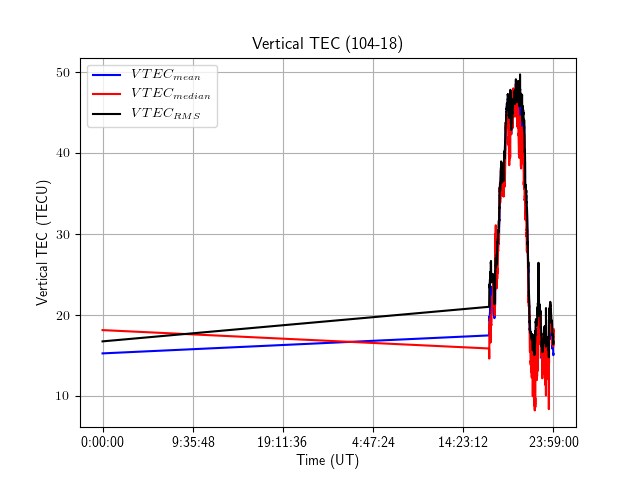 Vertical TEC (104-18)
VTEC_mean
VTEC_median
VTEC_RMS
50
40
30
20
10
Vertical TEC (TECU)
0:00:00 9:35:48 19:11:36 4:47:24 14:23:12 23:59:00
Time (UT)